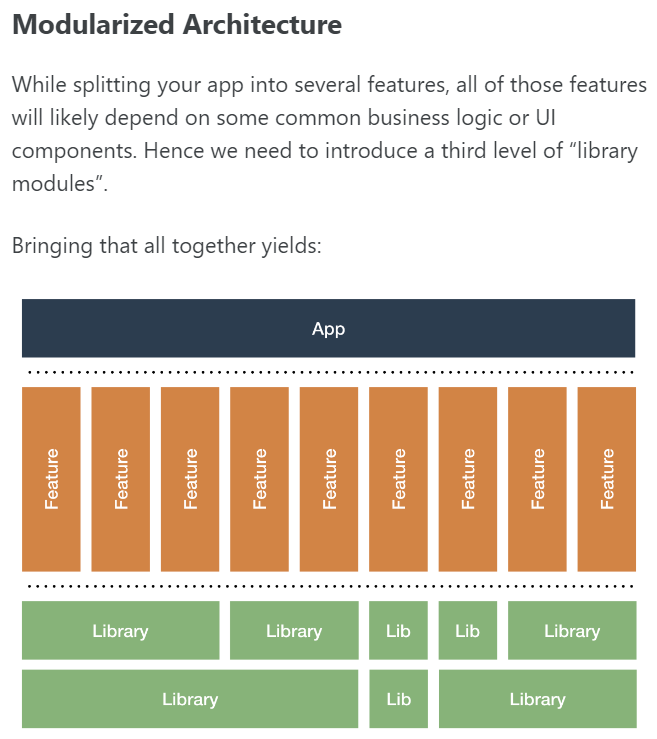 Modularized Architecture
While splitting your app into several features, all of those features
will likely depend on some common business logic or UI
components. Hence we need to introduce a third level of “library
modules”.
Bringing that all together yields:
App
Feature Feature Feature Feature Feature Feature Feature Feature Feature
Library Library Lib Lib Library
Library Lib Library